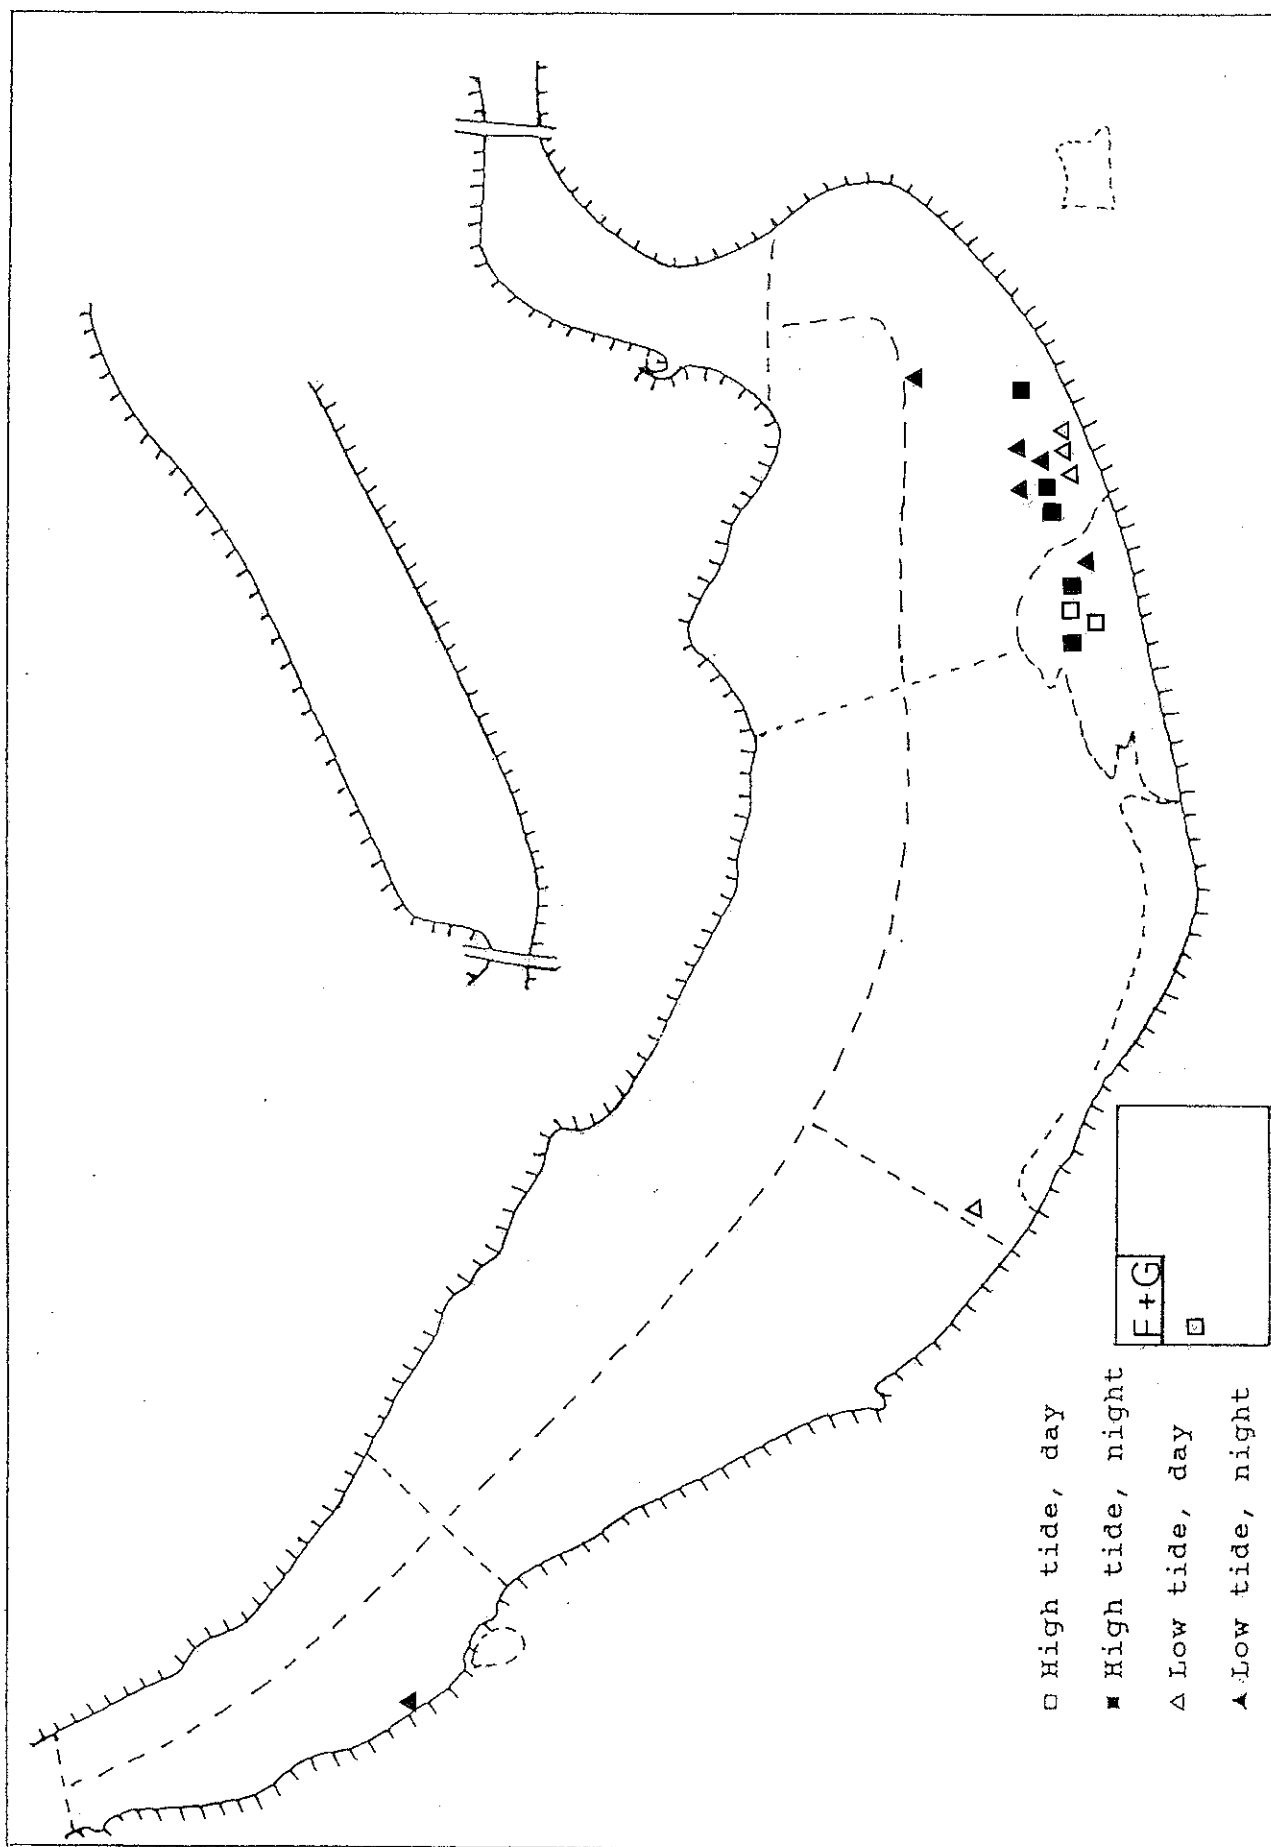 F+G
High tide, day
High tide, night
Low tide, day
Low tide, night